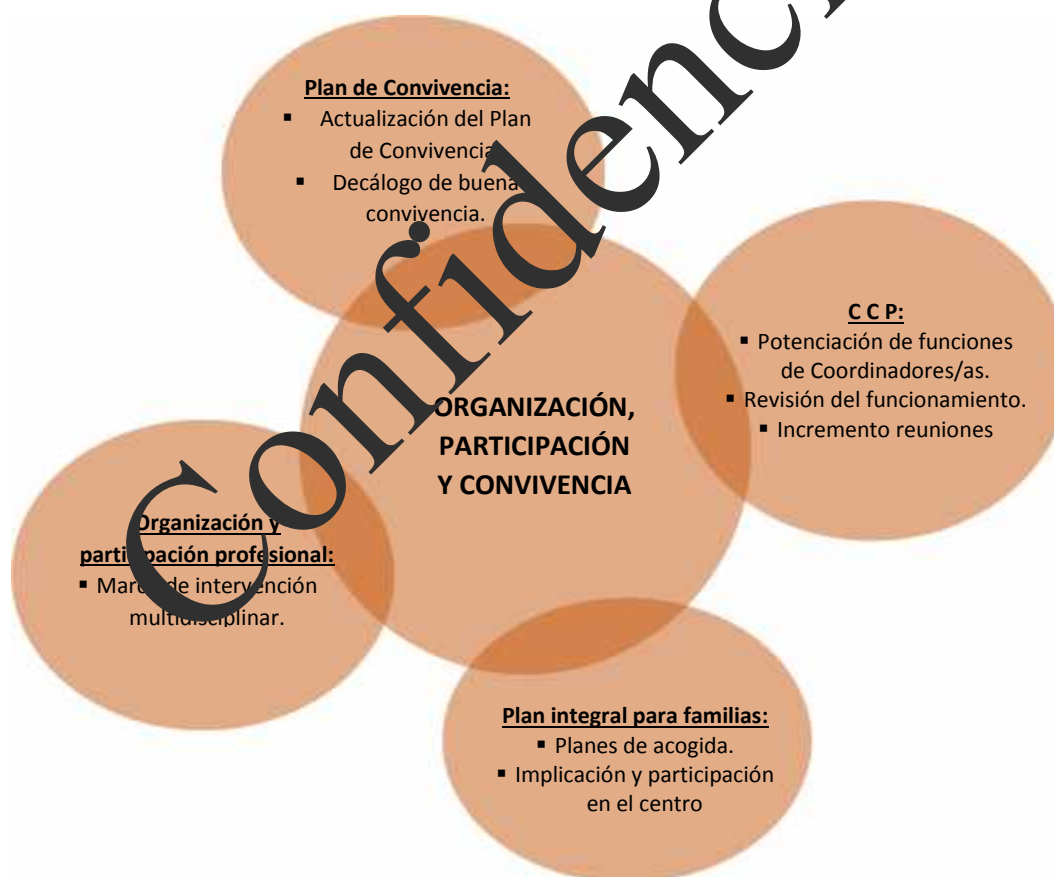 Plan de Convivencia:
▪ Actualización del Plan
de Convivencia
▪ Decálogo de buena
convivencia.
C C P:
▪ Potenciación de funciones
de Coordinadores/as.
▪ Revisión del funcionamiento.
▪ Incremento reuniones
ORGANIZACIÓN,
PARTICIPACIÓN
Y CONVIVENCIA
Organización y
participación profesional:
▪ Marco de intervención
multidisciplinar.
Plan integral para familias:
▪ Planes de acogida.
▪ Implicación y participación
en el centro
Confidenci